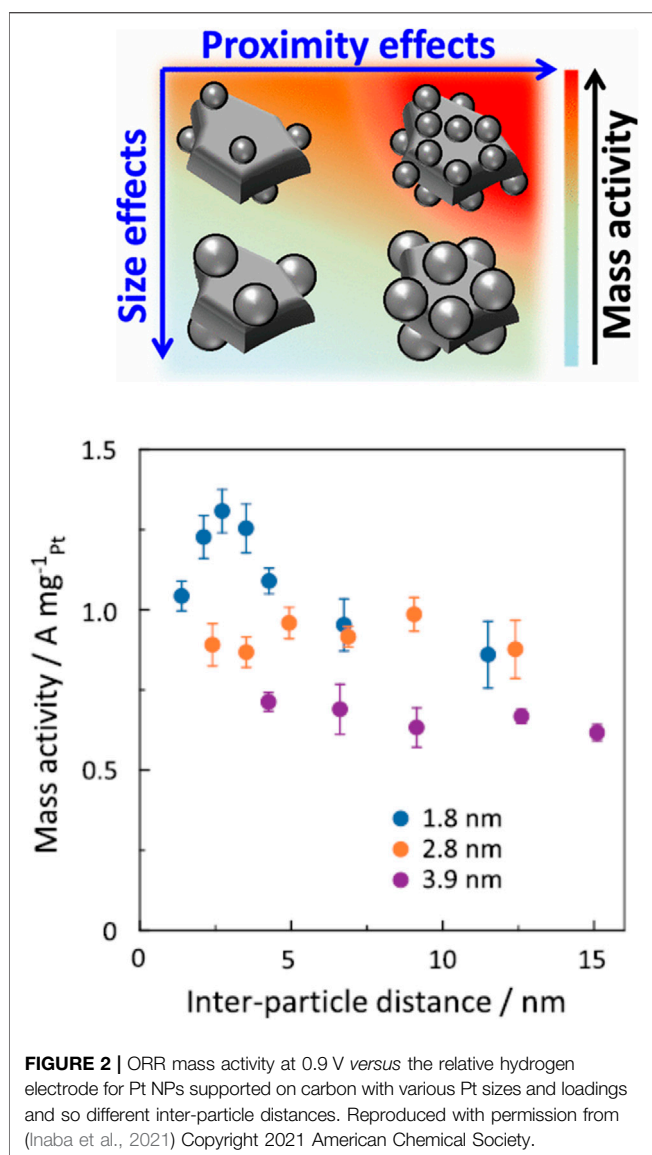 Proximity effects
Size effects
Mass activity
Mass activity / A mg⁻¹Pt
1.5
1.0
0.5
0
1.8 nm
2.8 nm
3.9 nm
0
5
10
15
Inter-particle distance / nm
FIGURE 2 | ORR mass activity at 0.9 V versus the relative hydrogen
electrode for Pt NPs supported on carbon with various Pt sizes and loadings
and so different inter-particle distances. Reproduced with permission from
(Inaba et al., 2021) Copyright 2021 American Chemical Society.